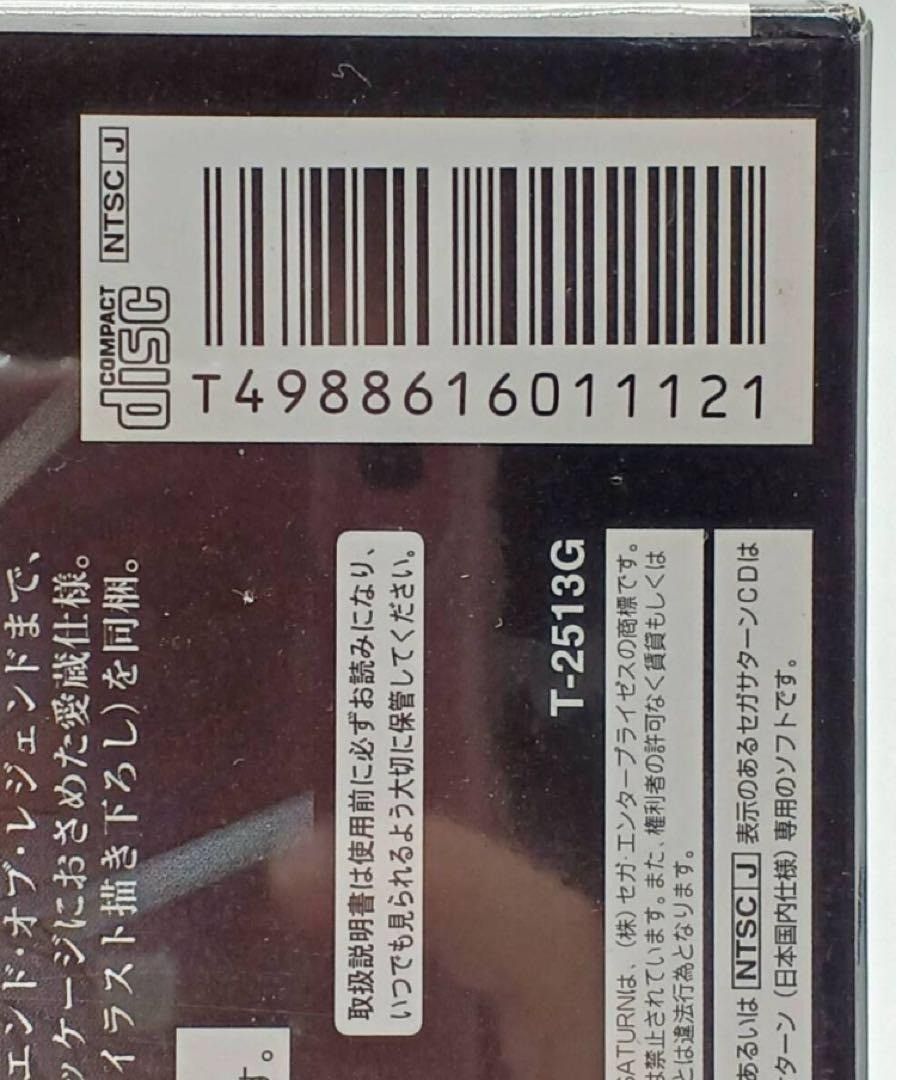 NTSC J
COMPACT
disc
T4988616011121
エンド・オブ・レジェンドまで、
ッケージにおさめた愛蔵仕様。
イラスト描き下ろし)を同梱。
す。
取扱説明書は使用前に必ずお読みになり、
いつでも見られるよう大切に保管してください。
T-2513G
SATURNは、(株)セガ・エンタープライゼスの商標です。
は禁止されています。また、権利者の許可なく賃貸もしくは
とは違法行為となります。
あるいは NTSC J 表示のあるセガサターンCDは
ターン(日本国内仕様)専用のソフトです。